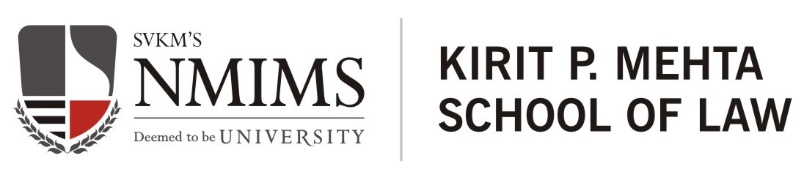 SVKM'S
NMIMS
Deemed to be UNIVERSITY
KIRIT P. MEHTA
SCHOOL OF LAW